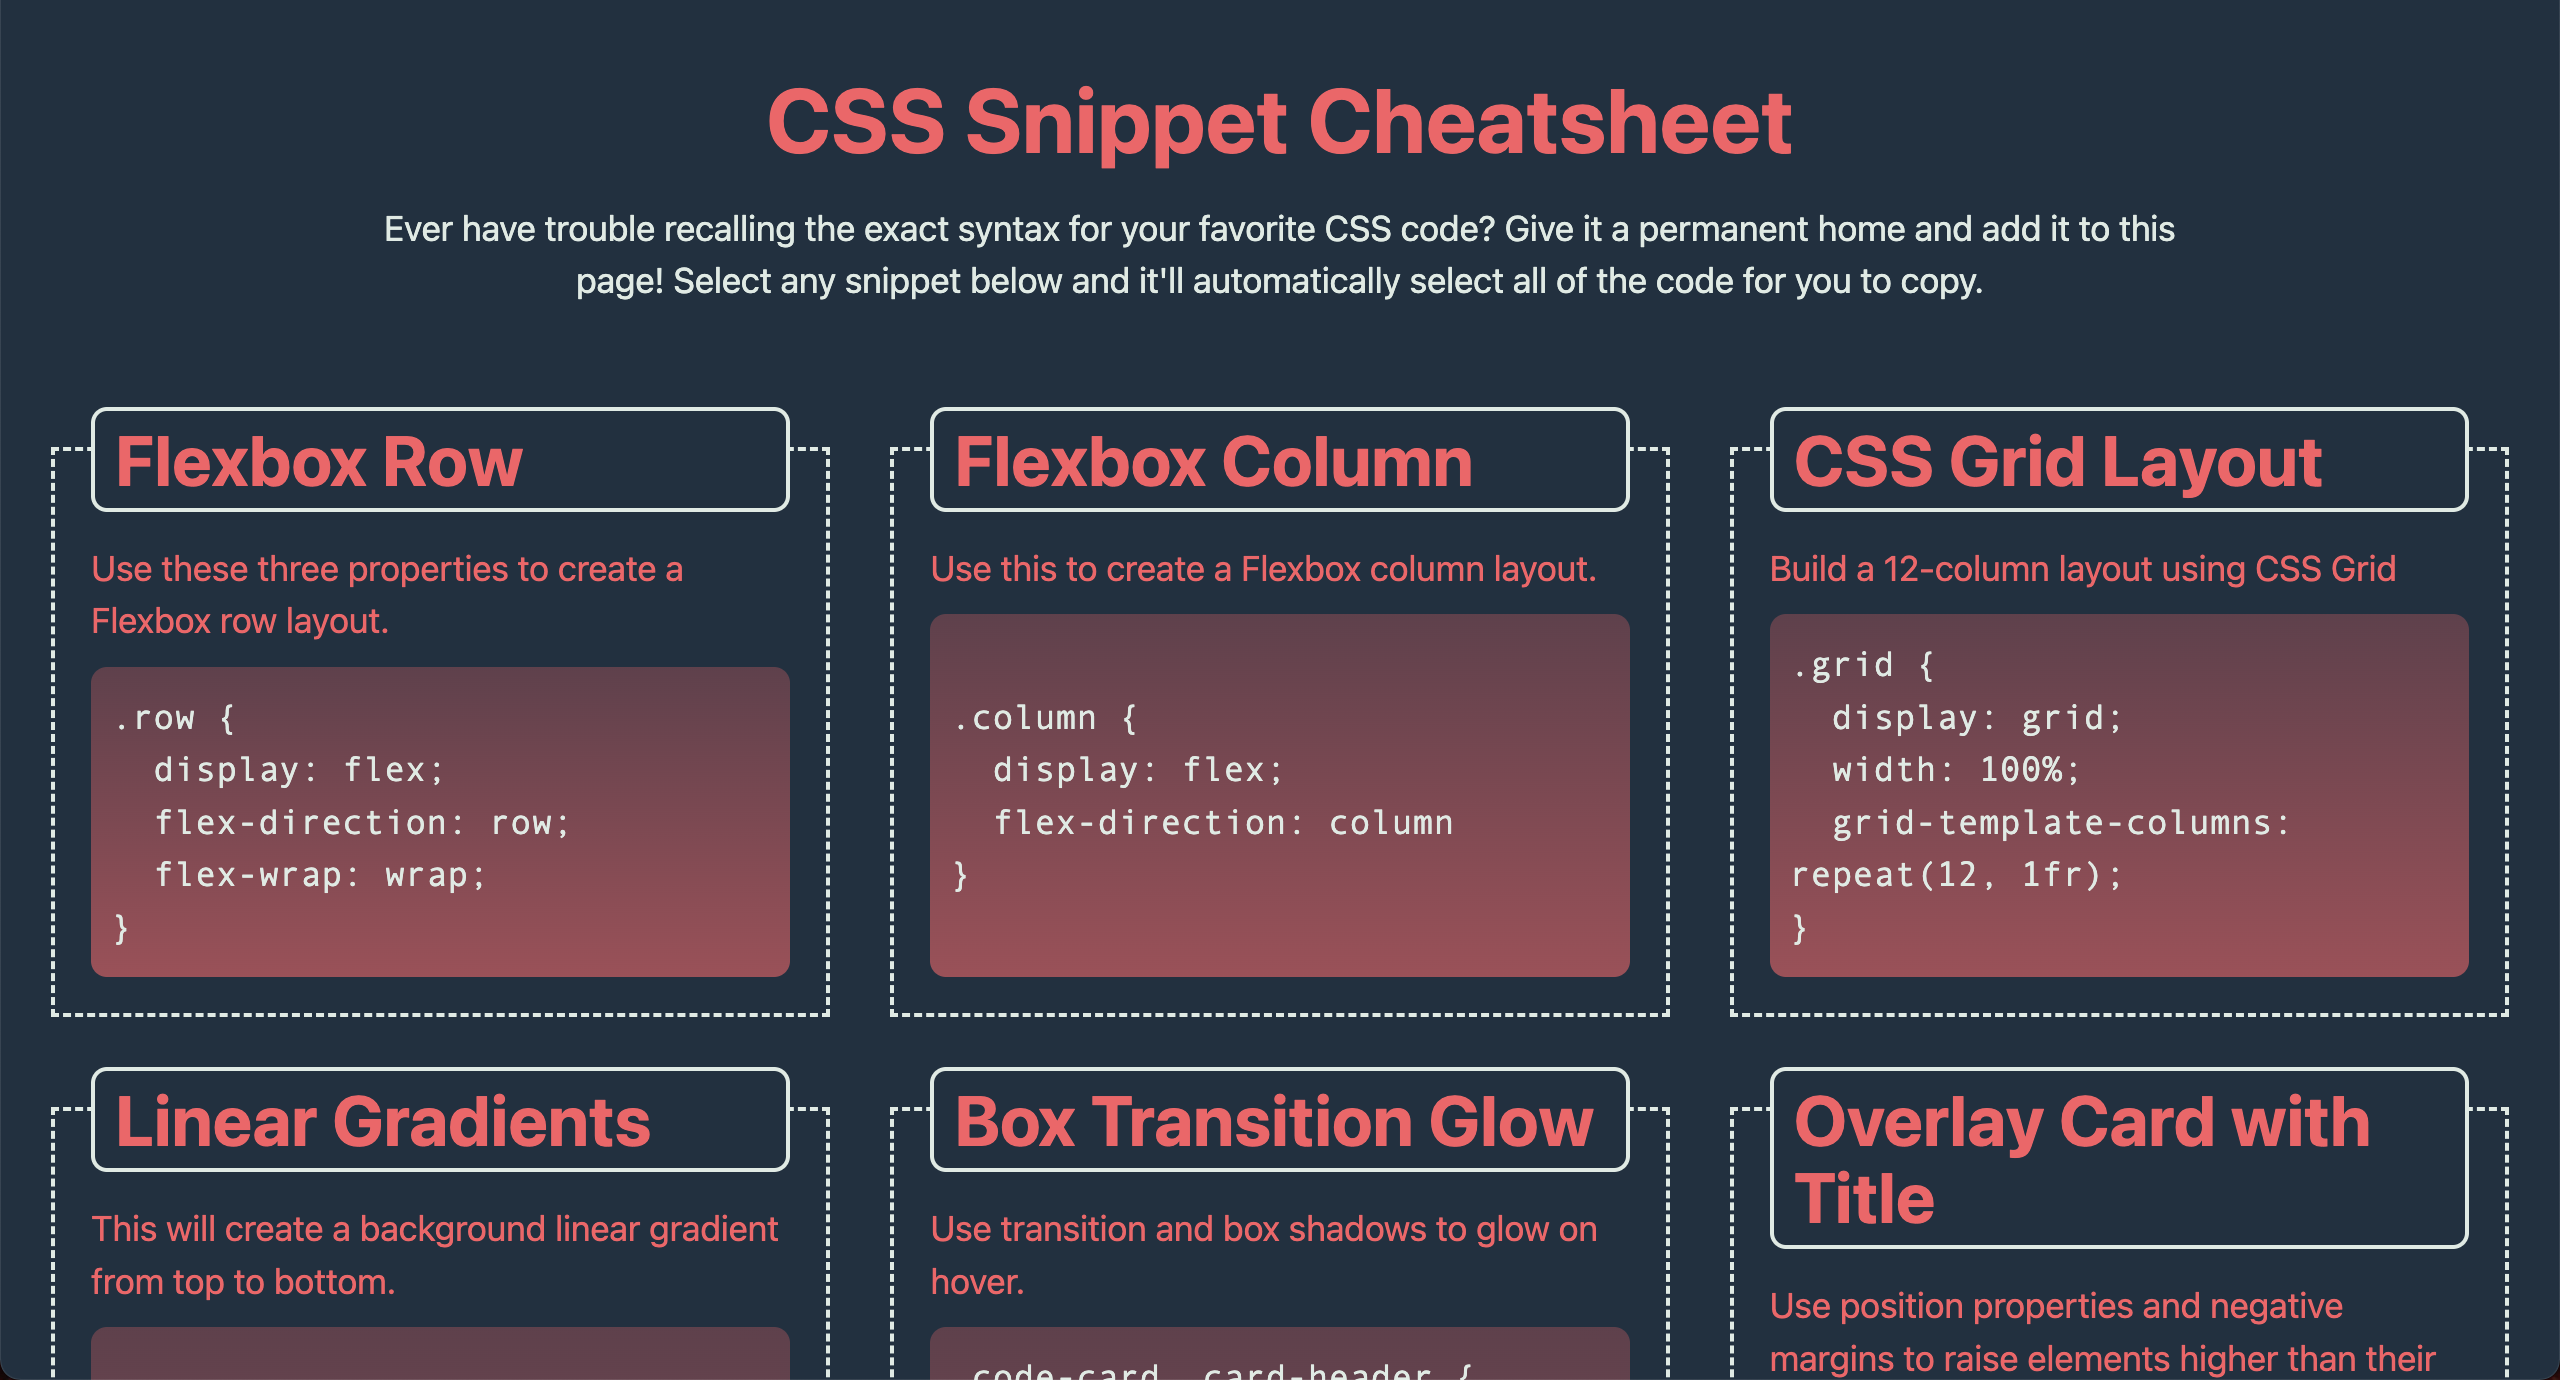 CSS Snippet Cheatsheet
Ever have trouble recalling the exact syntax for your favorite CSS code? Give it a permanent home and add it to this
page! Select any snippet below and it'll automatically select all of the code for you to copy.
Flexbox Row
Use these three properties to create a
Flexbox row layout.
.row {
  display: flex;
  flex-direction: row;
  flex-wrap: wrap;
}
Flexbox Column
Use this to create a Flexbox column layout.
.column {
  display: flex;
  flex-direction: column
}
CSS Grid Layout
Build a 12-column layout using CSS Grid
.grid {
  display: grid;
  width: 100%;
  grid-template-columns:
repeat(12, 1fr);
}
Linear Gradients
This will create a background linear gradient
from top to bottom.
Box Transition Glow
Use transition and box shadows to glow on
hover.
.code-card .card-header {
Overlay Card with
Title
Use position properties and negative
margins to raise elements higher than their